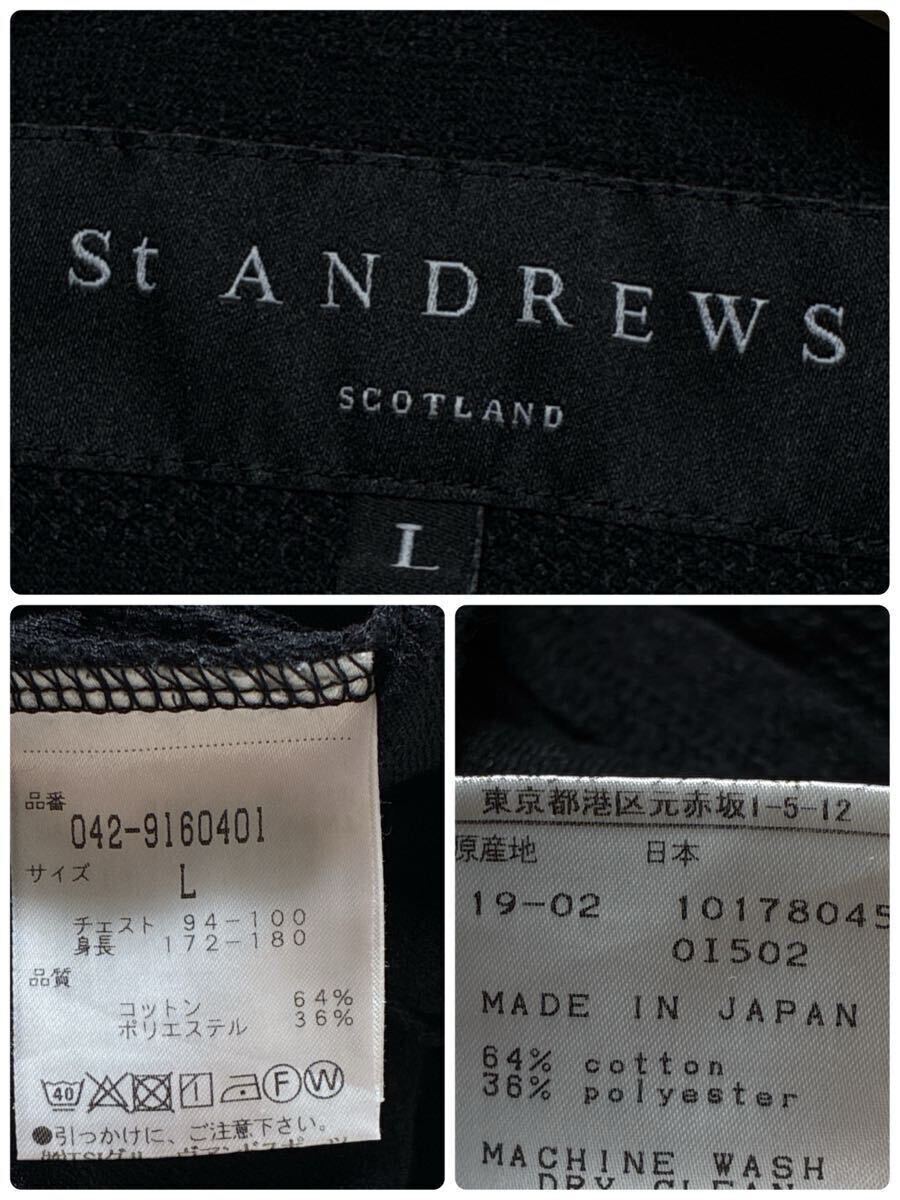 St ANDREWS
SCOTLAND
L
品番
042-9160401
サイズ
L
チェスト 94-100
身長 172-180
品質
コットン 64%
ポリエステル 36%
40
F W
●引っかけに、ご注意下さい。
東京都港区元赤坂1-5-12
原産地 日本
19-02 10178045
01502
MADE IN JAPAN
64% cotton
36% polyester
MACHINE WASH
DRY CLEAN